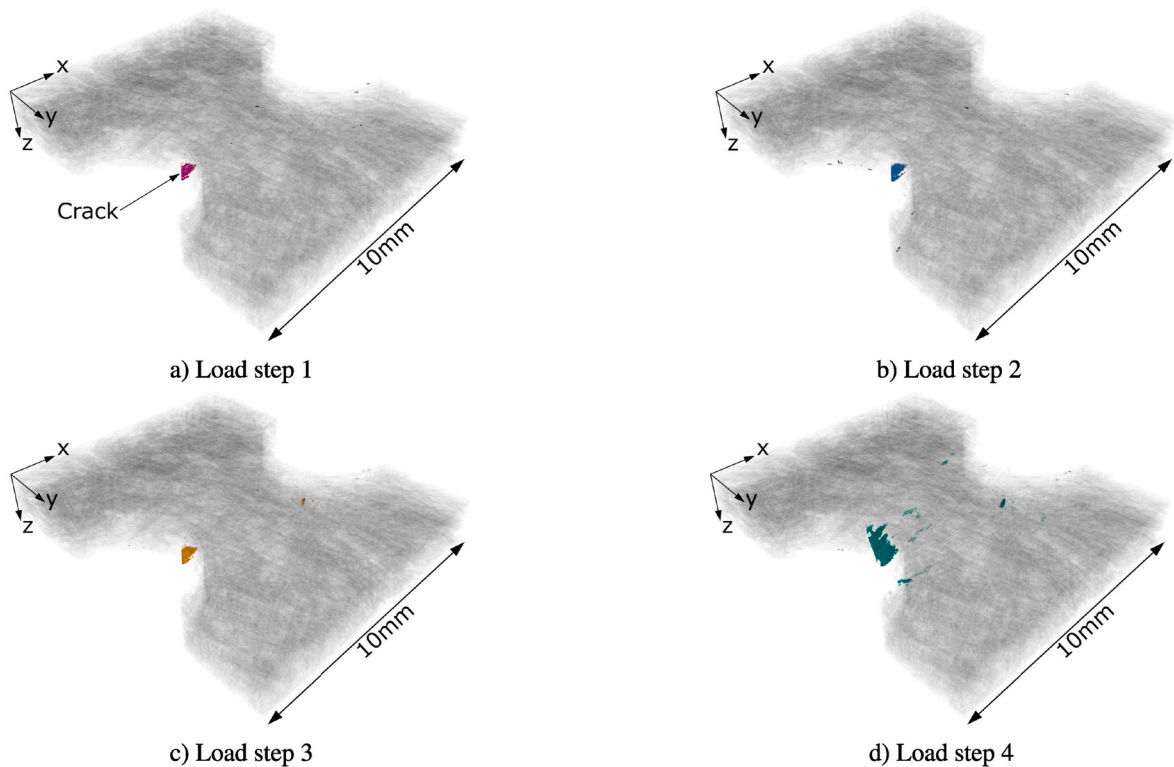 x
y
z
Crack
10mm
a) Load step 1
x
y
z
10mm
b) Load step 2
x
y
z
10mm
c) Load step 3
x
y
z
10mm
d) Load step 4